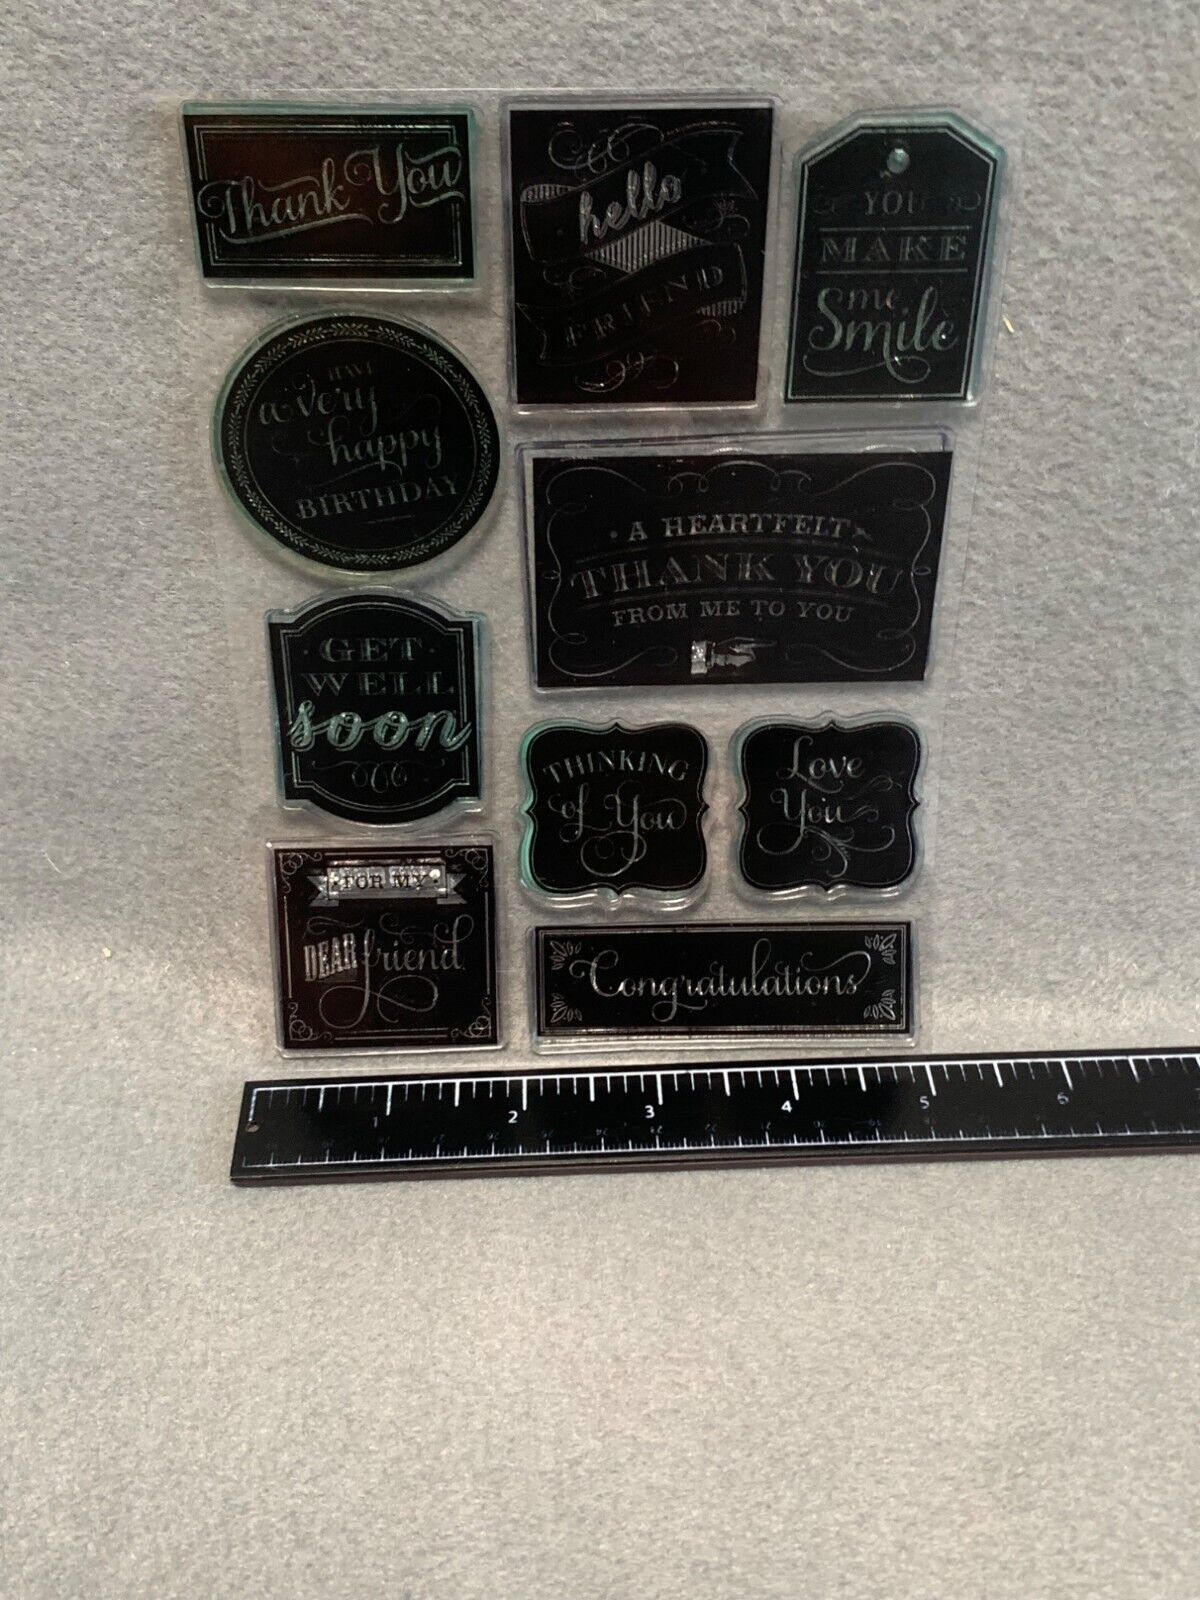 Thank You
hello
FRIEND
YOU
MAKE
me
Smile
HAVE
a very
happy
BIRTHDAY
· A HEARTFELT ·
THANK YOU
FROM ME TO YOU
· GET ·
WELL
soon
THINKING
of You
Love
You
· FOR MY ·
DEAR friend
Congratulations
1 2 3 4 5 6